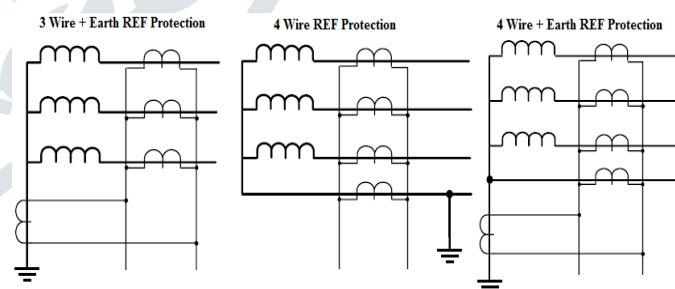 3 Wire + Earth REF Protection
4 Wire REF Protection
4 Wire + Earth REF Protection